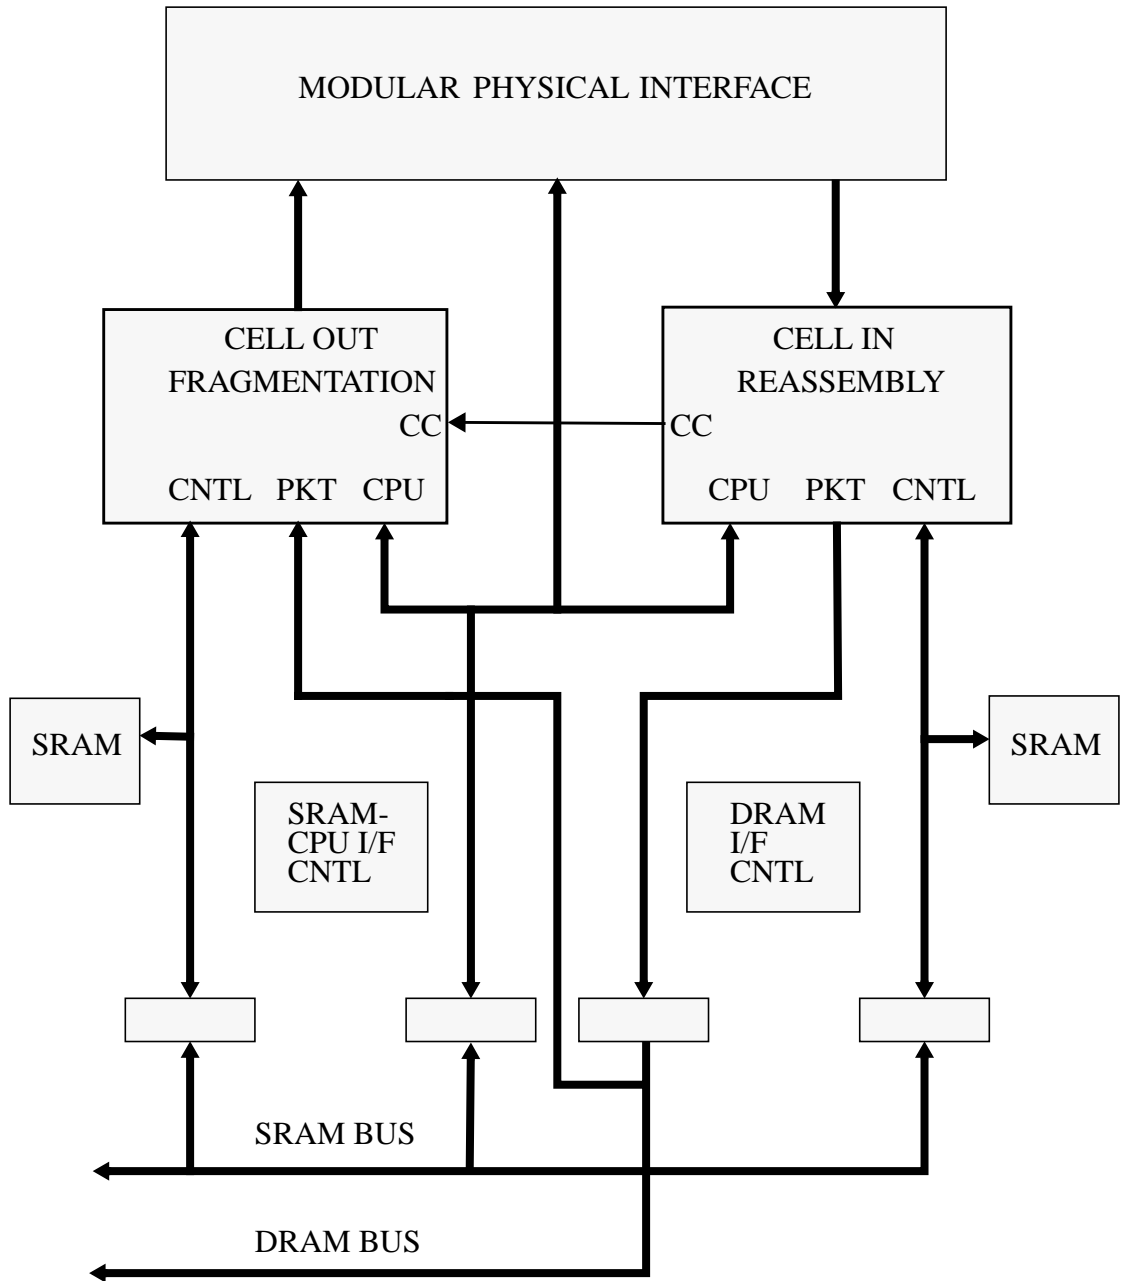 MODULAR PHYSICAL INTERFACE
CELL OUT
FRAGMENTATION
CC
CNTL PKT CPU
CELL IN
REASSEMBLY
CC
CPU PKT CNTL
SRAM
SRAM-
CPU I/F
CNTL
DRAM
I/F
CNTL
SRAM
SRAM BUS
DRAM BUS